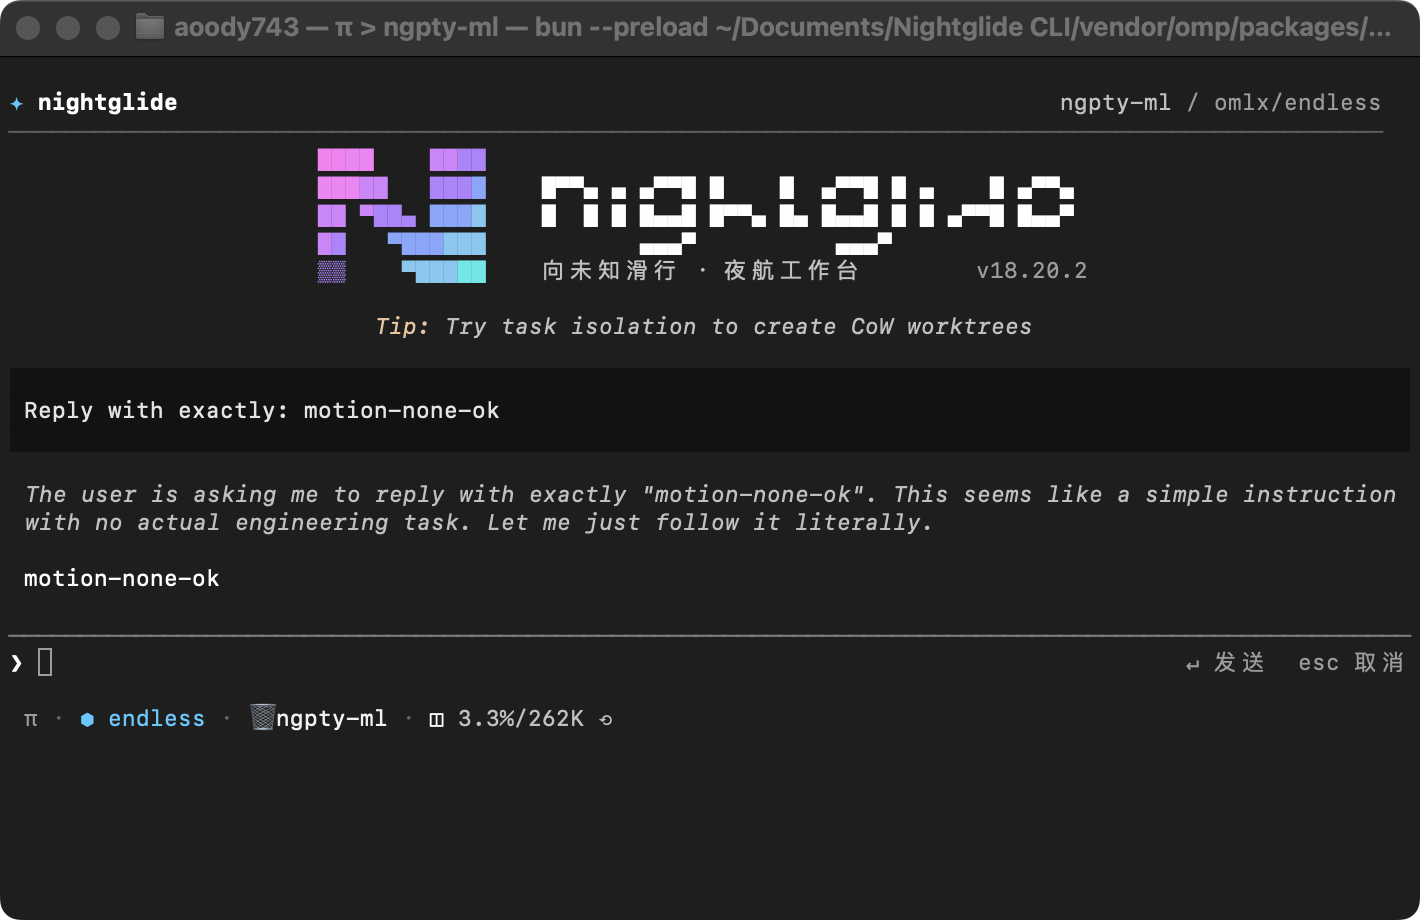 aoody743 — π > ngpty-ml — bun --preload ~/Documents/Nightglide CLI/vendor/omp/packages/...
✦ nightglide
ngpty-ml / omlx/endless
nightglide
向未知滑行 · 夜航工作台
v18.20.2
Tip: Try task isolation to create CoW worktrees
Reply with exactly: motion-none-ok
The user is asking me to reply with exactly "motion-none-ok". This seems like a simple instruction
with no actual engineering task. Let me just follow it literally.
motion-none-ok
❯
↵ 发送 esc 取消
π · ⬢ endless · 🗑ngpty-ml · ◫ 3.3%/262K ⟲